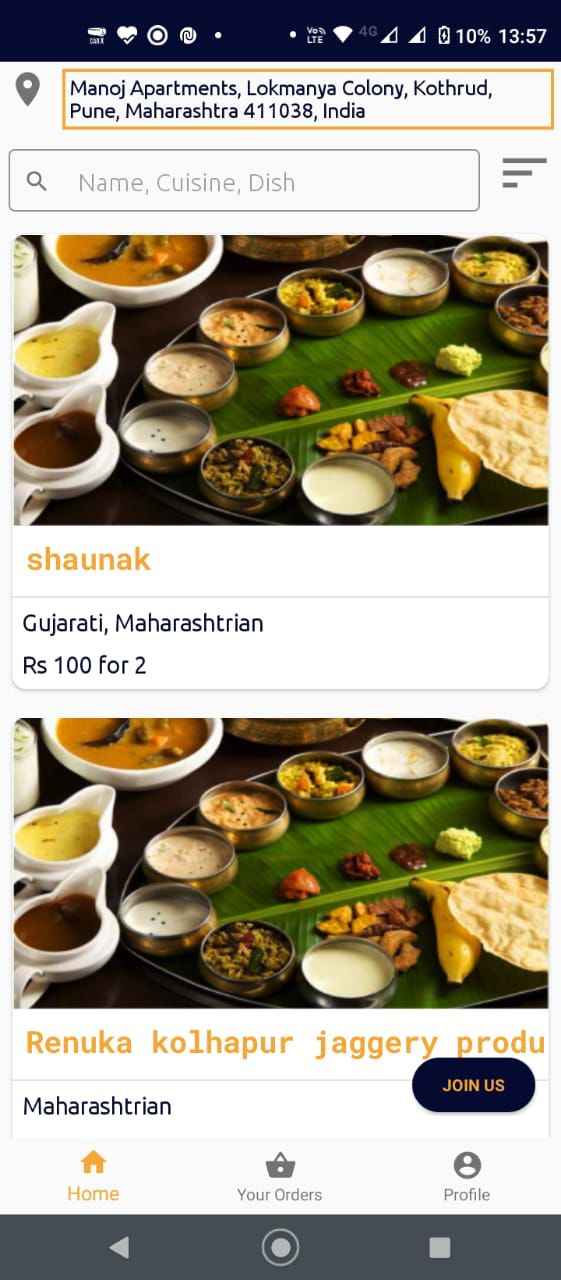 Vo LTE 4G 10% 13:57
Manoj Apartments, Lokmanya Colony, Kothrud,
Pune, Maharashtra 411038, India
Name, Cuisine, Dish
shaunak
Gujarati, Maharashtrian
Rs 100 for 2
Renuka kolhapur jaggery produ
JOIN US
Maharashtrian
Home
Your Orders
Profile